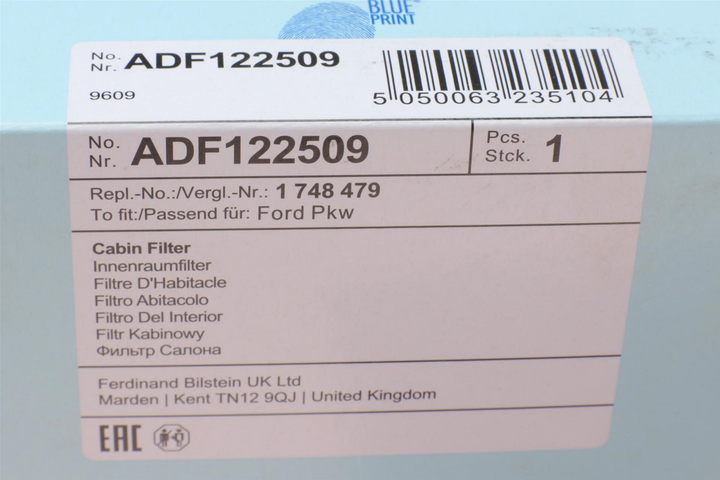 BLUE
PRINT
No.
Nr. ADF122509
9609
5 050063 235104
No.
Nr. ADF122509
Pcs.
Stck. 1
Repl.-No.:/Vergl.-Nr.: 1 748 479
To fit:/Passend für: Ford Pkw
Cabin Filter
Innenraumfilter
Filtre D'Habitacle
Filtro Abitacolo
Filtro Del Interior
Filtr Kabinowy
Фильтр Салона
Ferdinand Bilstein UK Ltd
Marden | Kent TN12 9QJ | United Kingdom
EAC